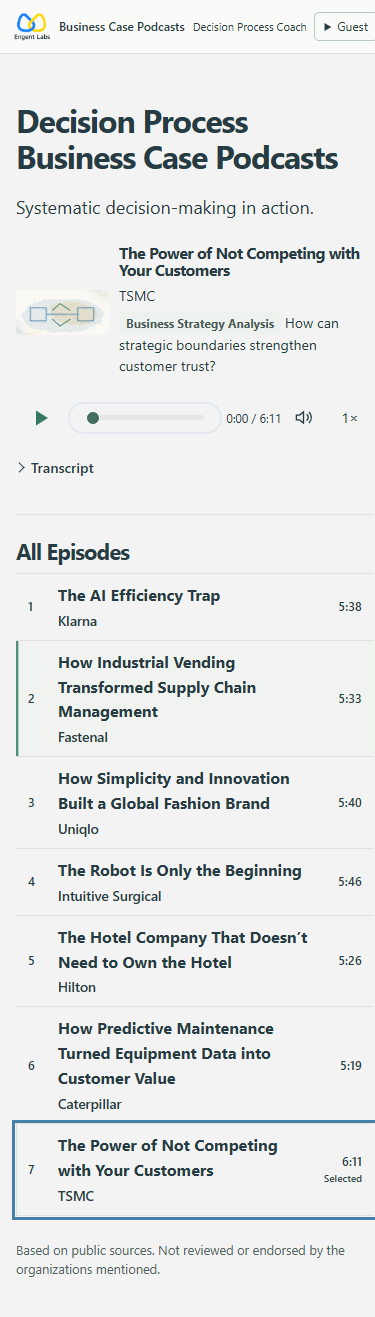 Engent Labs
Business Case Podcasts
Decision Process Coach
Guest
Decision Process
Business Case Podcasts
Systematic decision-making in action.
The Power of Not Competing with
Your Customers
TSMC
Business Strategy Analysis How can
strategic boundaries strengthen
customer trust?
0:00 / 6:11
1×
Transcript
All Episodes
1
The AI Efficiency Trap
Klarna
5:38
2
How Industrial Vending
Transformed Supply Chain
Management
Fastenal
5:33
3
How Simplicity and Innovation
Built a Global Fashion Brand
Uniqlo
5:40
4
The Robot Is Only the Beginning
Intuitive Surgical
5:46
5
The Hotel Company That Doesn't
Need to Own the Hotel
Hilton
5:26
6
How Predictive Maintenance
Turned Equipment Data into
Customer Value
Caterpillar
5:19
7
The Power of Not Competing
with Your Customers
TSMC
6:11
Selected
Based on public sources. Not reviewed or endorsed by the
organizations mentioned.